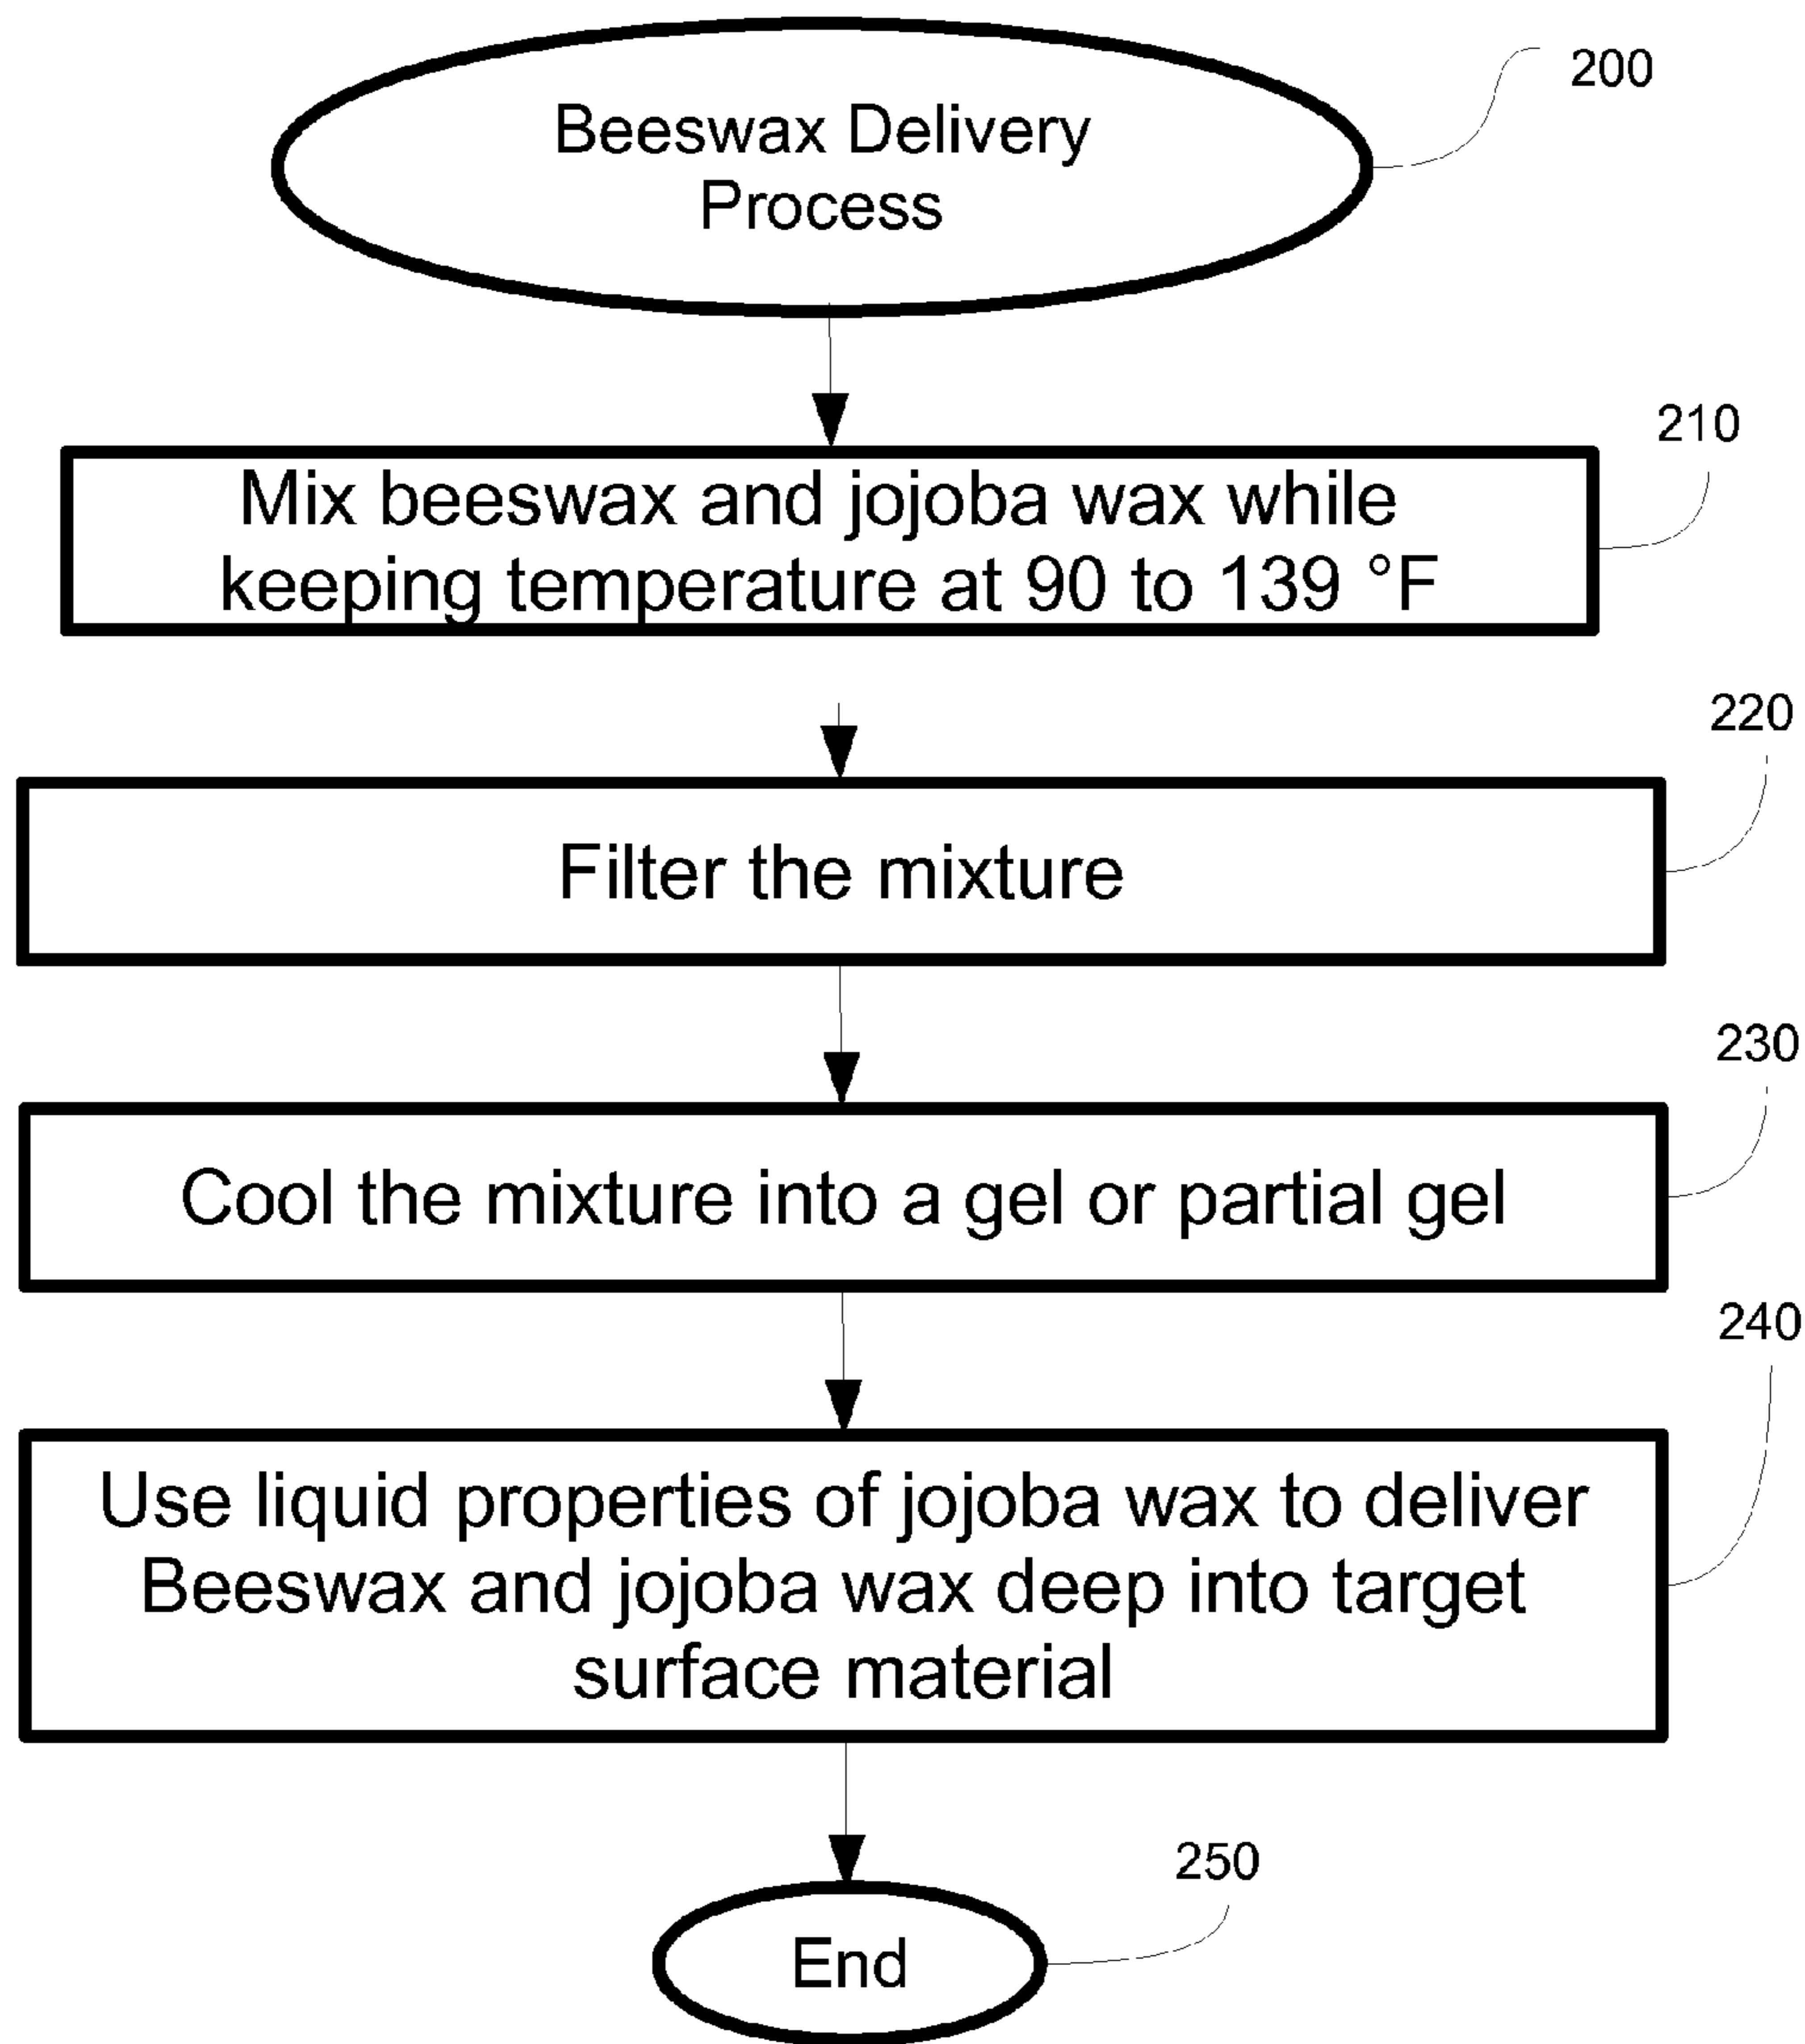 Beeswax Delivery
Process
200
210
Mix beeswax and jojoba wax while
keeping temperature at 90 to 139 °F
220
Filter the mixture
230
Cool the mixture into a gel or partial gel
240
Use liquid properties of jojoba wax to deliver
Beeswax and jojoba wax deep into target
surface material
250
End